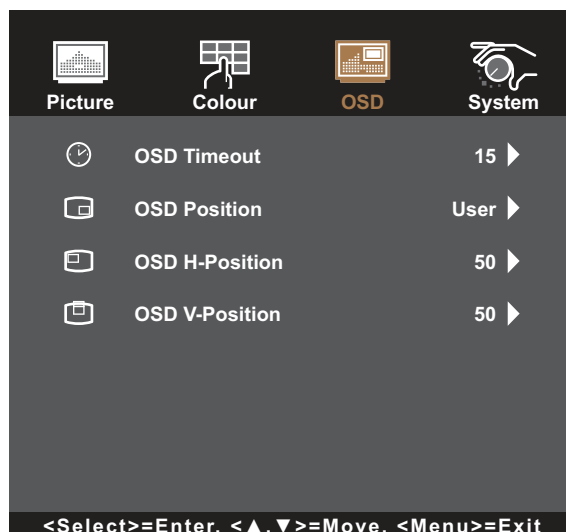 Picture Colour OSD System
OSD Timeout 15
OSD Position User
OSD H-Position 50
OSD V-Position 50
<Select>=Enter, <▲,▼>=Move, <Menu>=Exit